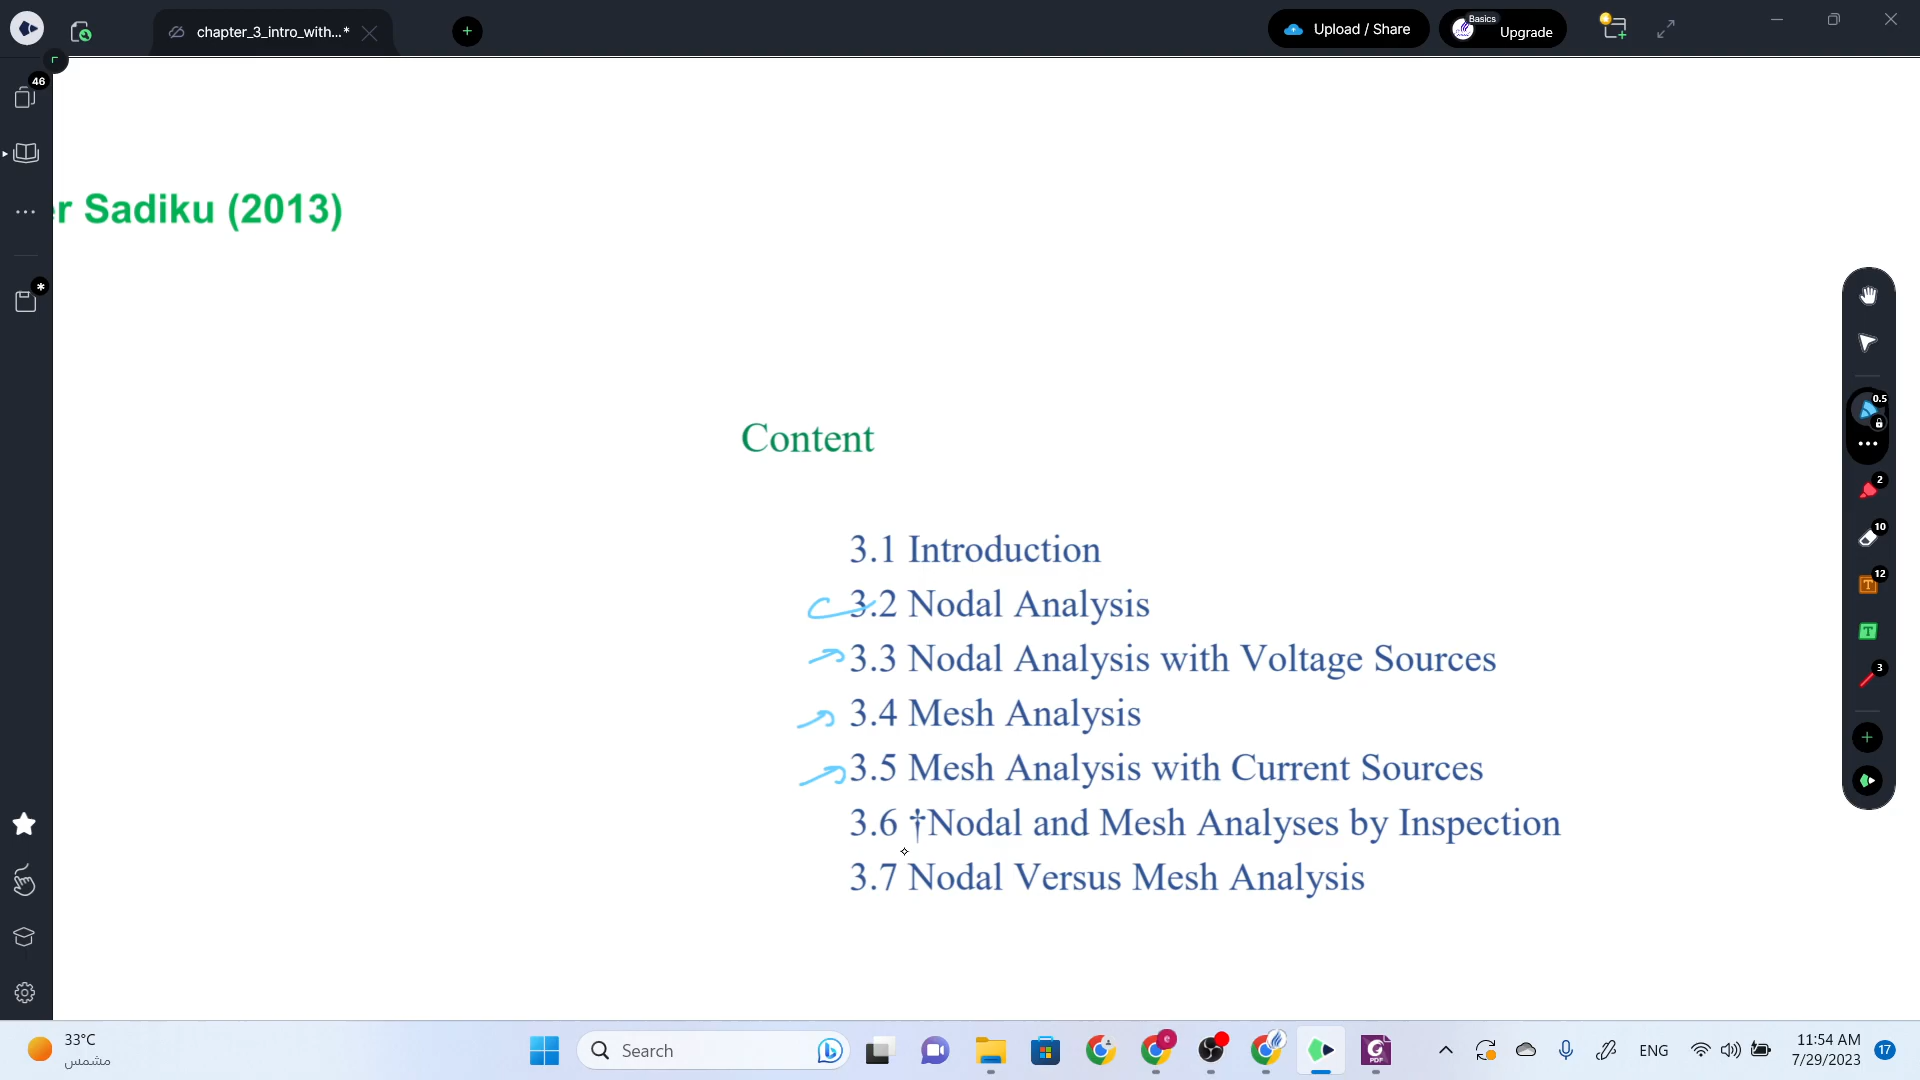 chapter_3_intro_with...*
Upload / Share
Basics
Upgrade
46
r Sadiku (2013)
Content
3.1 Introduction
3.2 Nodal Analysis
3.3 Nodal Analysis with Voltage Sources
3.4 Mesh Analysis
3.5 Mesh Analysis with Current Sources
3.6 †Nodal and Mesh Analyses by Inspection
3.7 Nodal Versus Mesh Analysis
0.5
2
10
12
T
T
3
33°C
مشمس
Search
e
PDF
ENG
11:54 AM
7/29/2023
17